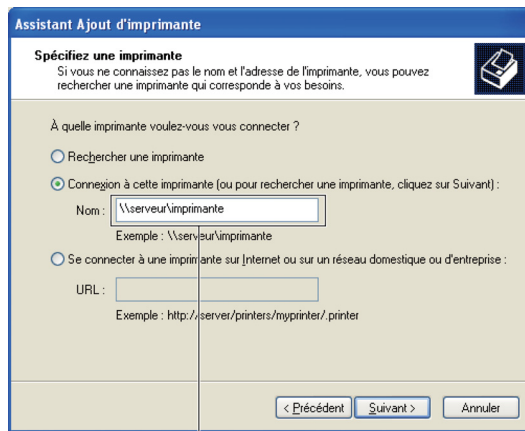 Assistant Ajout d'imprimante
Spécifiez une imprimante
Si vous ne connaissez pas le nom et l'adresse de l'imprimante, vous pouvez
rechercher une imprimante qui corresponde à vos besoins.
À quelle imprimante voulez-vous vous connecter ?
Rechercher une imprimante
Connexion à cette imprimante (ou pour rechercher une imprimante, cliquez sur Suivant) :
Nom : \\serveur\imprimante
Exemple : \\serveur\imprimante
Se connecter à une imprimante sur Internet ou sur un réseau domestique ou d'entreprise :
URL :
Exemple : http://server/printers/myprinter/.printer
< Précédent Suivant > Annuler